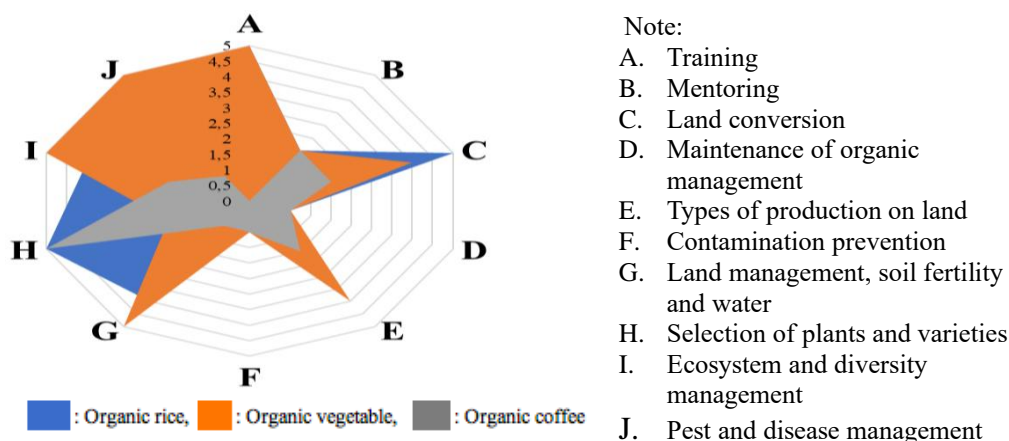 A
B
C
D
E
F
G
H
I
J
5
4,5
4
3,5
3
2,5
2
1,5
1
0,5
0
: Organic rice, : Organic vegetable, : Organic coffee
Note:
A. Training
B. Mentoring
C. Land conversion
D. Maintenance of organic
management
E. Types of production on land
F. Contamination prevention
G. Land management, soil fertility
and water
H. Selection of plants and varieties
I. Ecosystem and diversity
management
J. Pest and disease management